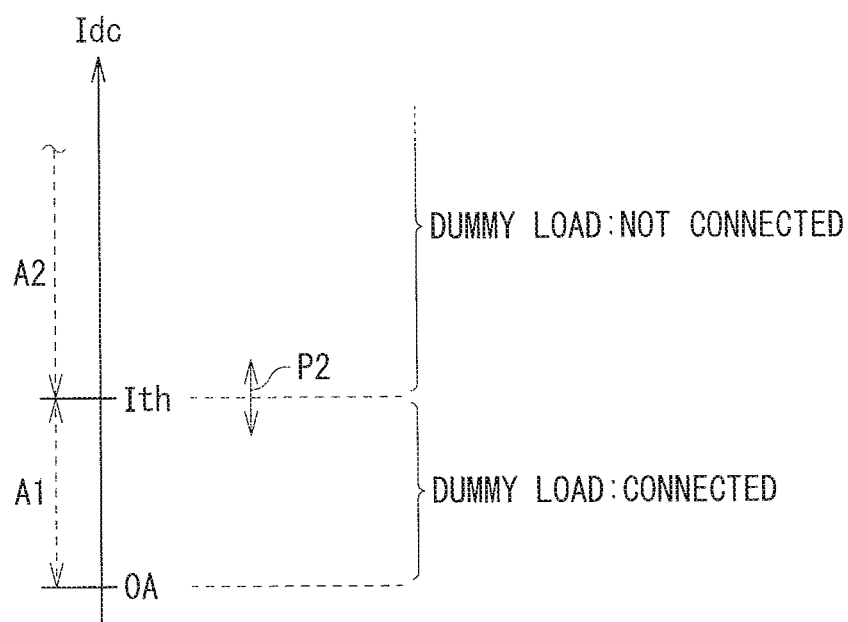 Idc
DUMMY LOAD:NOT CONNECTED
A2
P2
Ith
A1
DUMMY LOAD:CONNECTED
0A